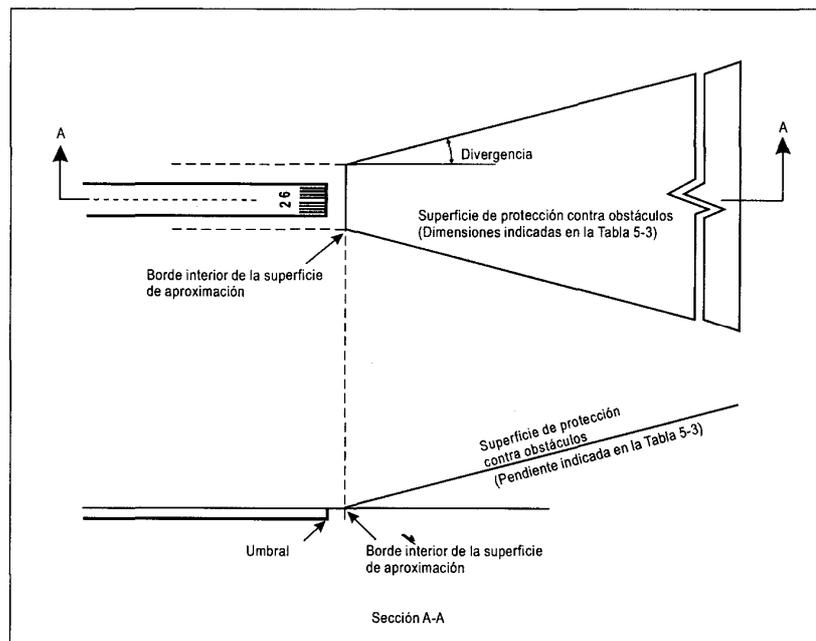 A
A
Divergencia
26
Superficie de protección contra obstáculos
(Dimensiones indicadas en la Tabla 5-3)
Borde interior de la superficie
de aproximación
Superficie de protección
contra obstáculos
(Pendiente indicada en la Tabla 5-3)
Umbral
Borde interior de la superficie
de aproximación
Sección A-A